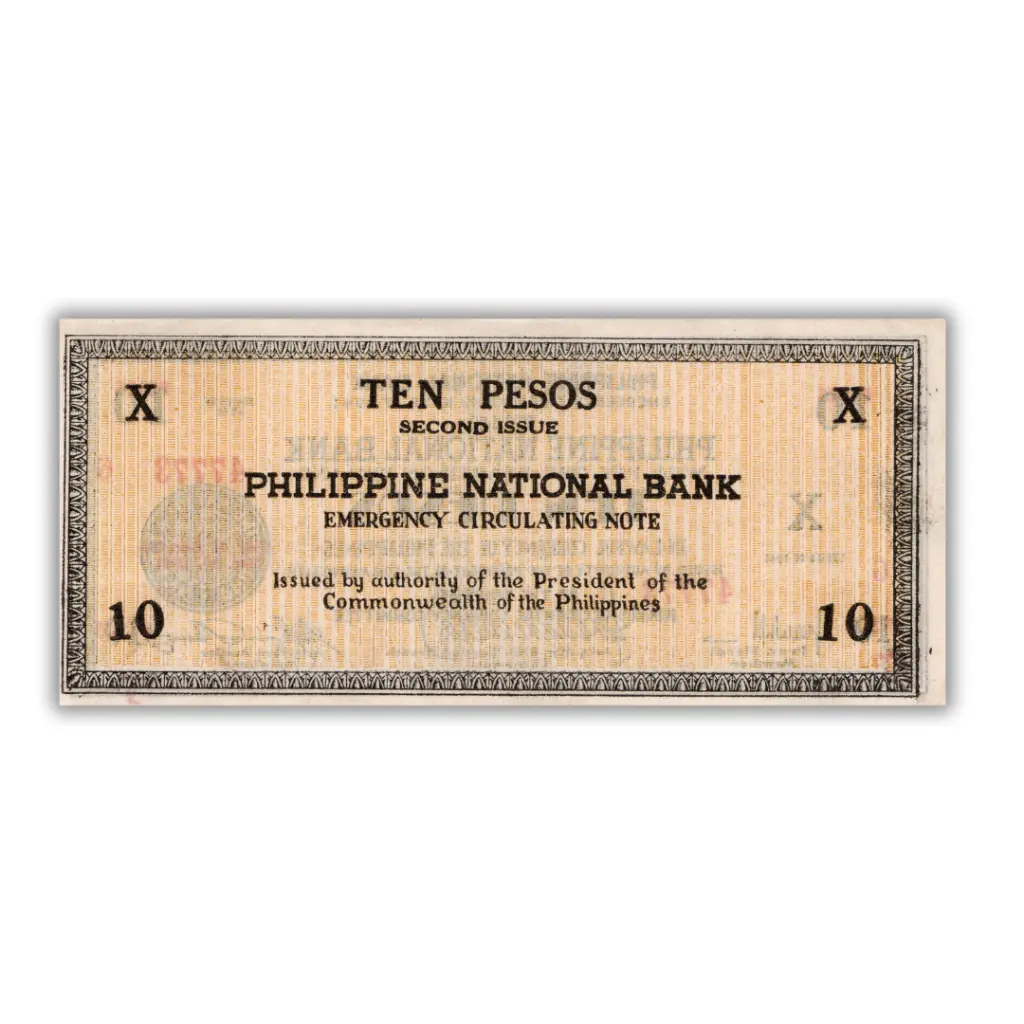 X TEN PESOS X
SECOND ISSUE
PHILIPPINE NATIONAL BANK
EMERGENCY CIRCULATING NOTE
Issued by authority of the President of the
Commonwealth of the Philippines
10 10